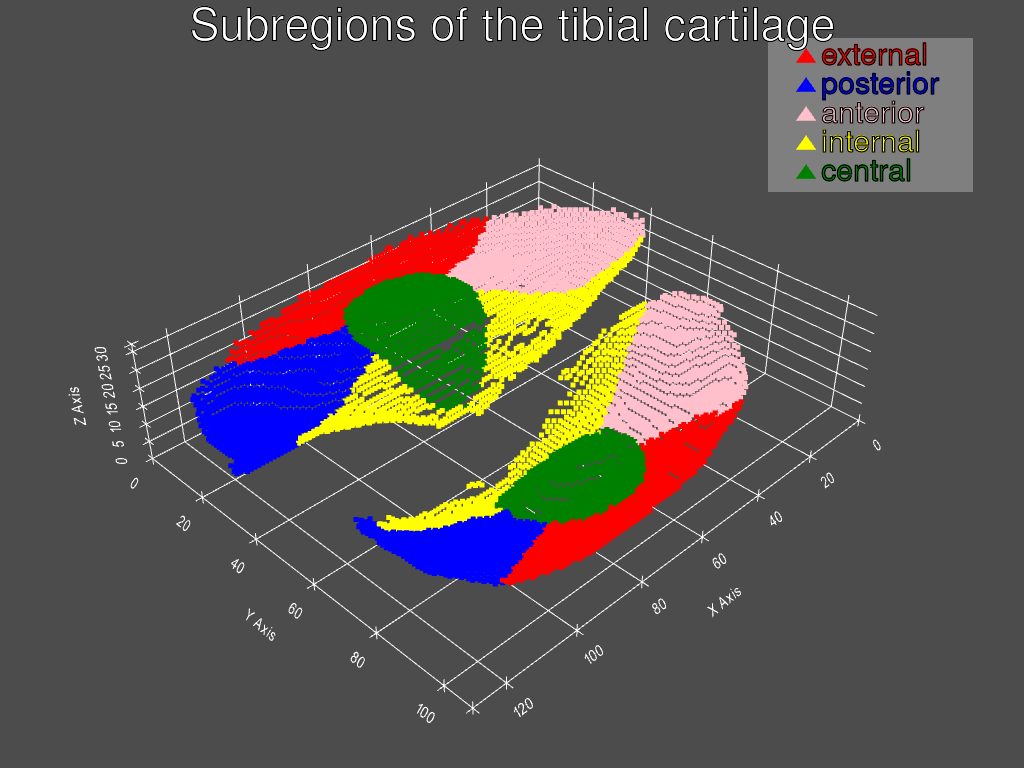 Subregions of the tibial cartilage
external
posterior
anterior
internal
central
Z Axis
0 5 10 15 20 25 30
0
20
40
60
80
100
Y Axis
0
20
40
60
80
100
120
X Axis